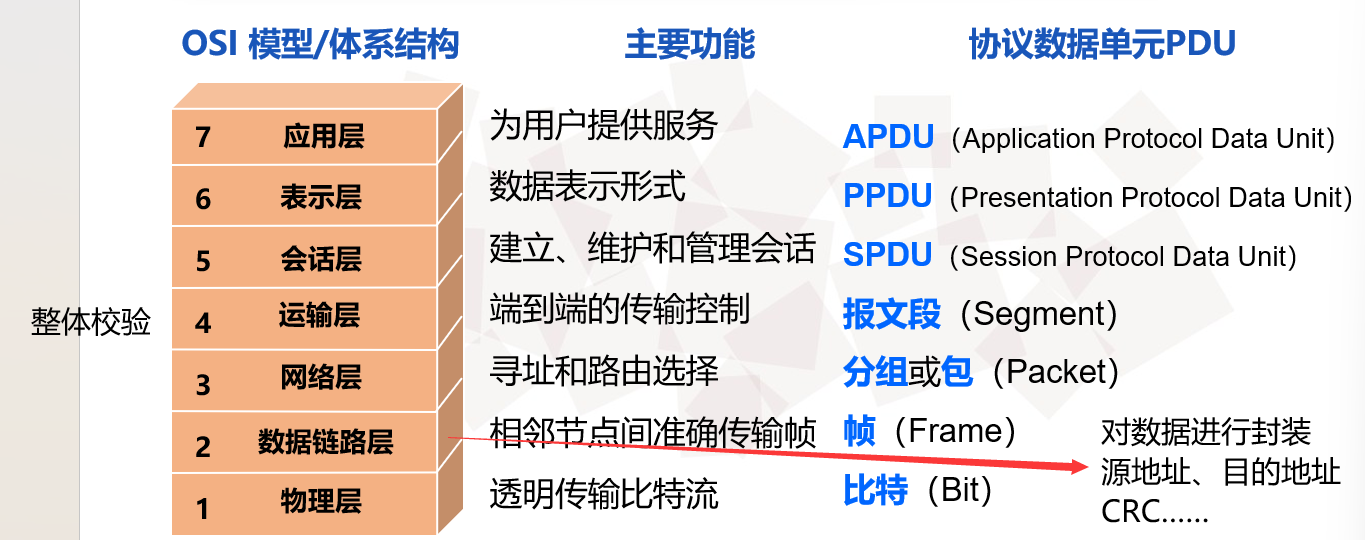 OSI 模型/体系结构 主要功能 协议数据单元PDU
7 应用层 为用户提供服务 APDU（Application Protocol Data Unit）
6 表示层 数据表示形式 PPDU（Presentation Protocol Data Unit）
5 会话层 建立、维护和管理会话 SPDU（Session Protocol Data Unit）
整体校验 4 运输层 端到端的传输控制 报文段（Segment）
3 网络层 寻址和路由选择 分组或包（Packet）
2 数据链路层 相邻节点间准确传输帧 帧（Frame）
1 物理层 透明传输比特流 比特（Bit）
对数据进行封装
源地址、目的地址
CRC......